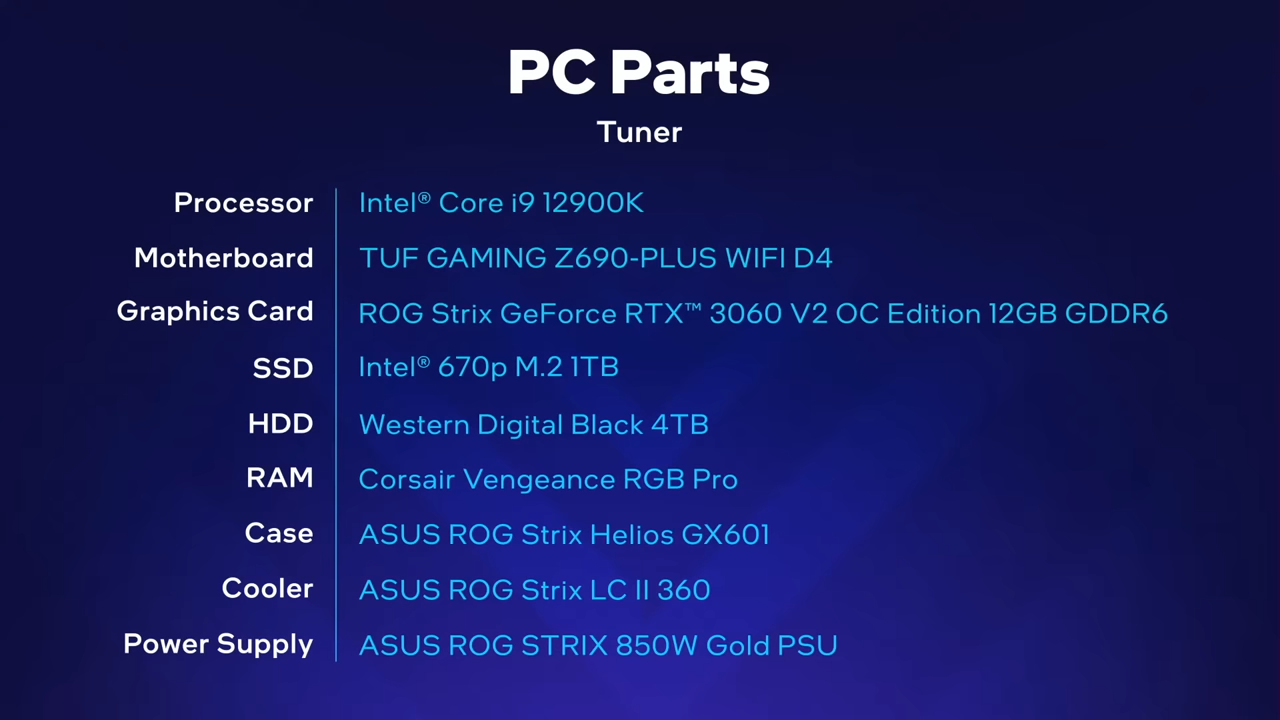 PC Parts
Tuner
Processor Intel® Core i9 12900K
Motherboard TUF GAMING Z690-PLUS WIFI D4
Graphics Card ROG Strix GeForce RTX™ 3060 V2 OC Edition 12GB GDDR6
SSD Intel® 670p M.2 1TB
HDD Western Digital Black 4TB
RAM Corsair Vengeance RGB Pro
Case ASUS ROG Strix Helios GX601
Cooler ASUS ROG Strix LC II 360
Power Supply ASUS ROG STRIX 850W Gold PSU